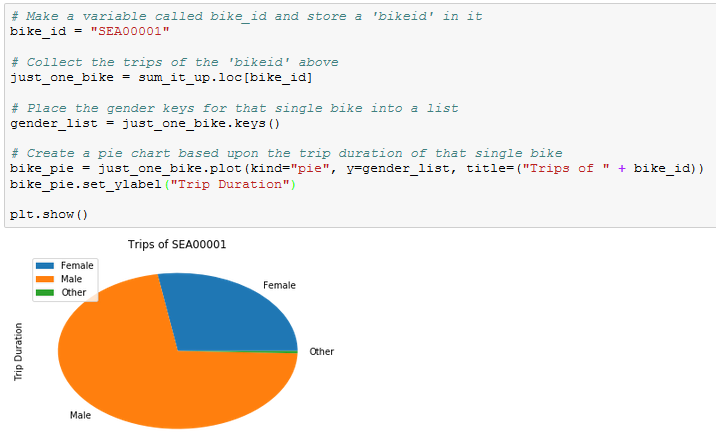 # Make a variable called bike_id and store a 'bikeid' in it
bike_id = "SEA00001"
# Collect the trips of the 'bikeid' above
just_one_bike = sum_it_up.loc[bike_id]
# Place the gender keys for that single bike into a list
gender_list = just_one_bike.keys()
# Create a pie chart based upon the trip duration of that single bike
bike_pie = just_one_bike.plot(kind="pie", y=gender_list, title=("Trips of " + bike_id))
bike_pie.set_ylabel("Trip Duration")
plt.show()
Trips of SEA00001
Female
Male
Other
Female
Other
Trip Duration
Male